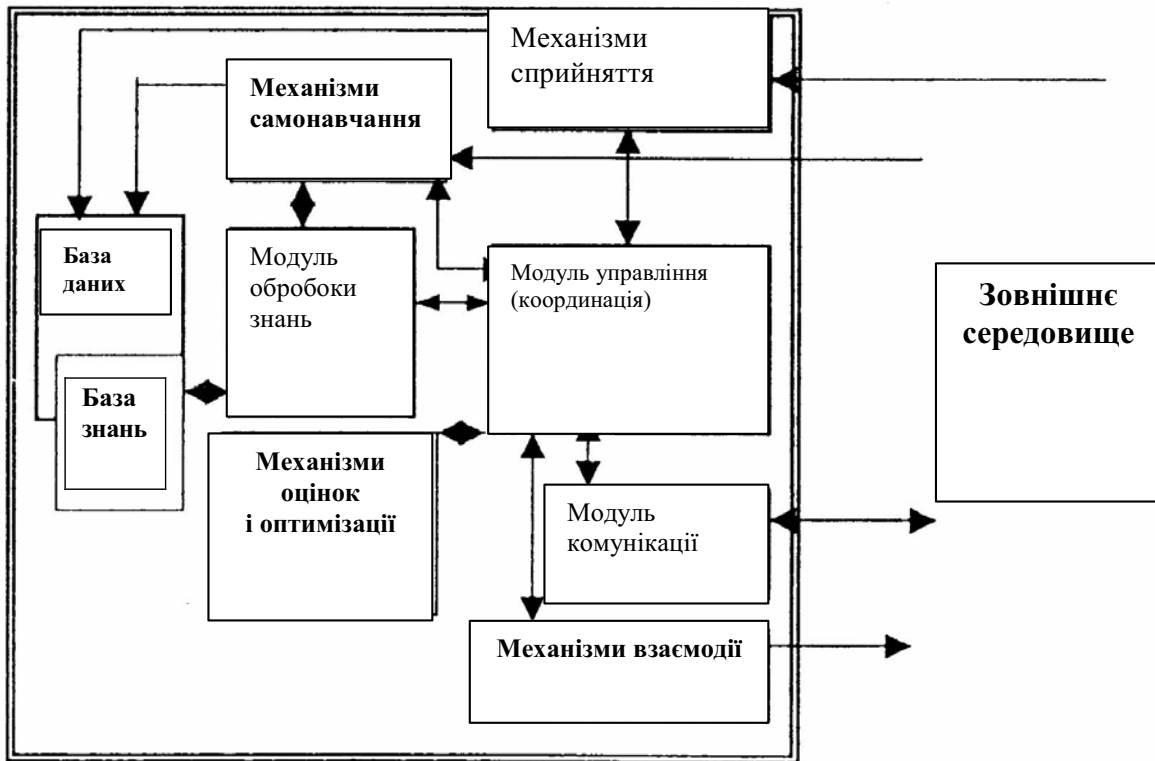 Механізми
сприйняття
Механізми
самонавчання
База
даних
Модуль
обробоки
знань
Модуль управління
(координація)
Зовнішнє
середовище
База
знань
Механізми
оцінок
і оптимізації
Модуль
комунікації
Механізми взаємодії